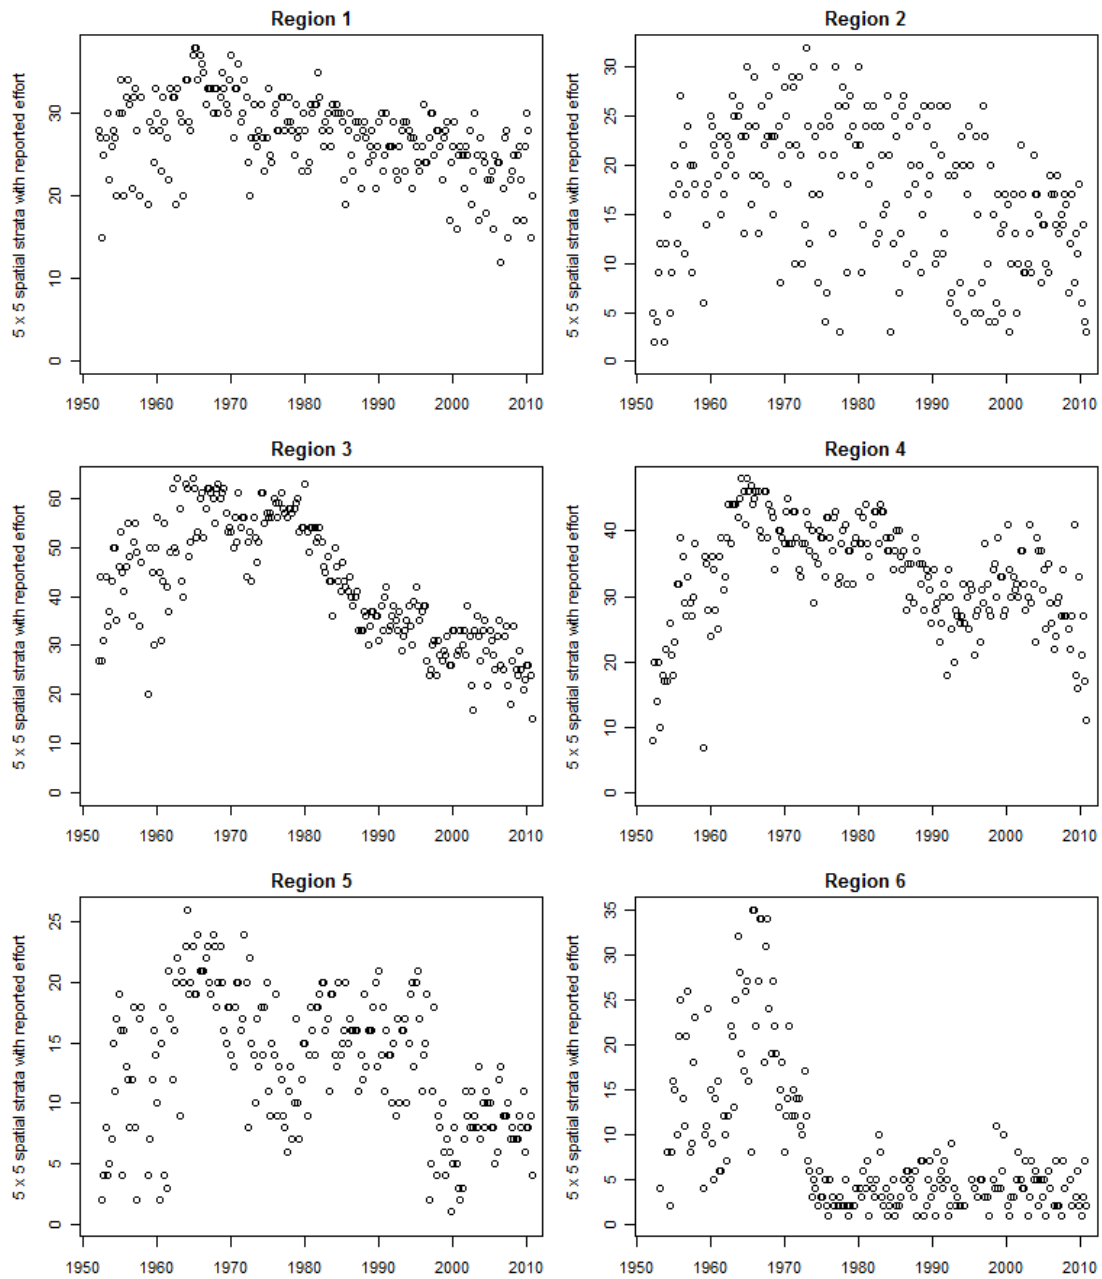 Region 1
5 x 5 spatial strata with reported effort
0 10 20 30
1950 1960 1970 1980 1990 2000 2010
Region 2
5 x 5 spatial strata with reported effort
0 5 10 15 20 25 30
1950 1960 1970 1980 1990 2000 2010
Region 3
5 x 5 spatial strata with reported effort
0 10 20 30 40 50 60
1950 1960 1970 1980 1990 2000 2010
Region 4
5 x 5 spatial strata with reported effort
0 10 20 30 40
1950 1960 1970 1980 1990 2000 2010
Region 5
5 x 5 spatial strata with reported effort
0 5 10 15 20 25
1950 1960 1970 1980 1990 2000 2010
Region 6
5 x 5 spatial strata with reported effort
0 5 10 15 20 25 30 35
1950 1960 1970 1980 1990 2000 2010